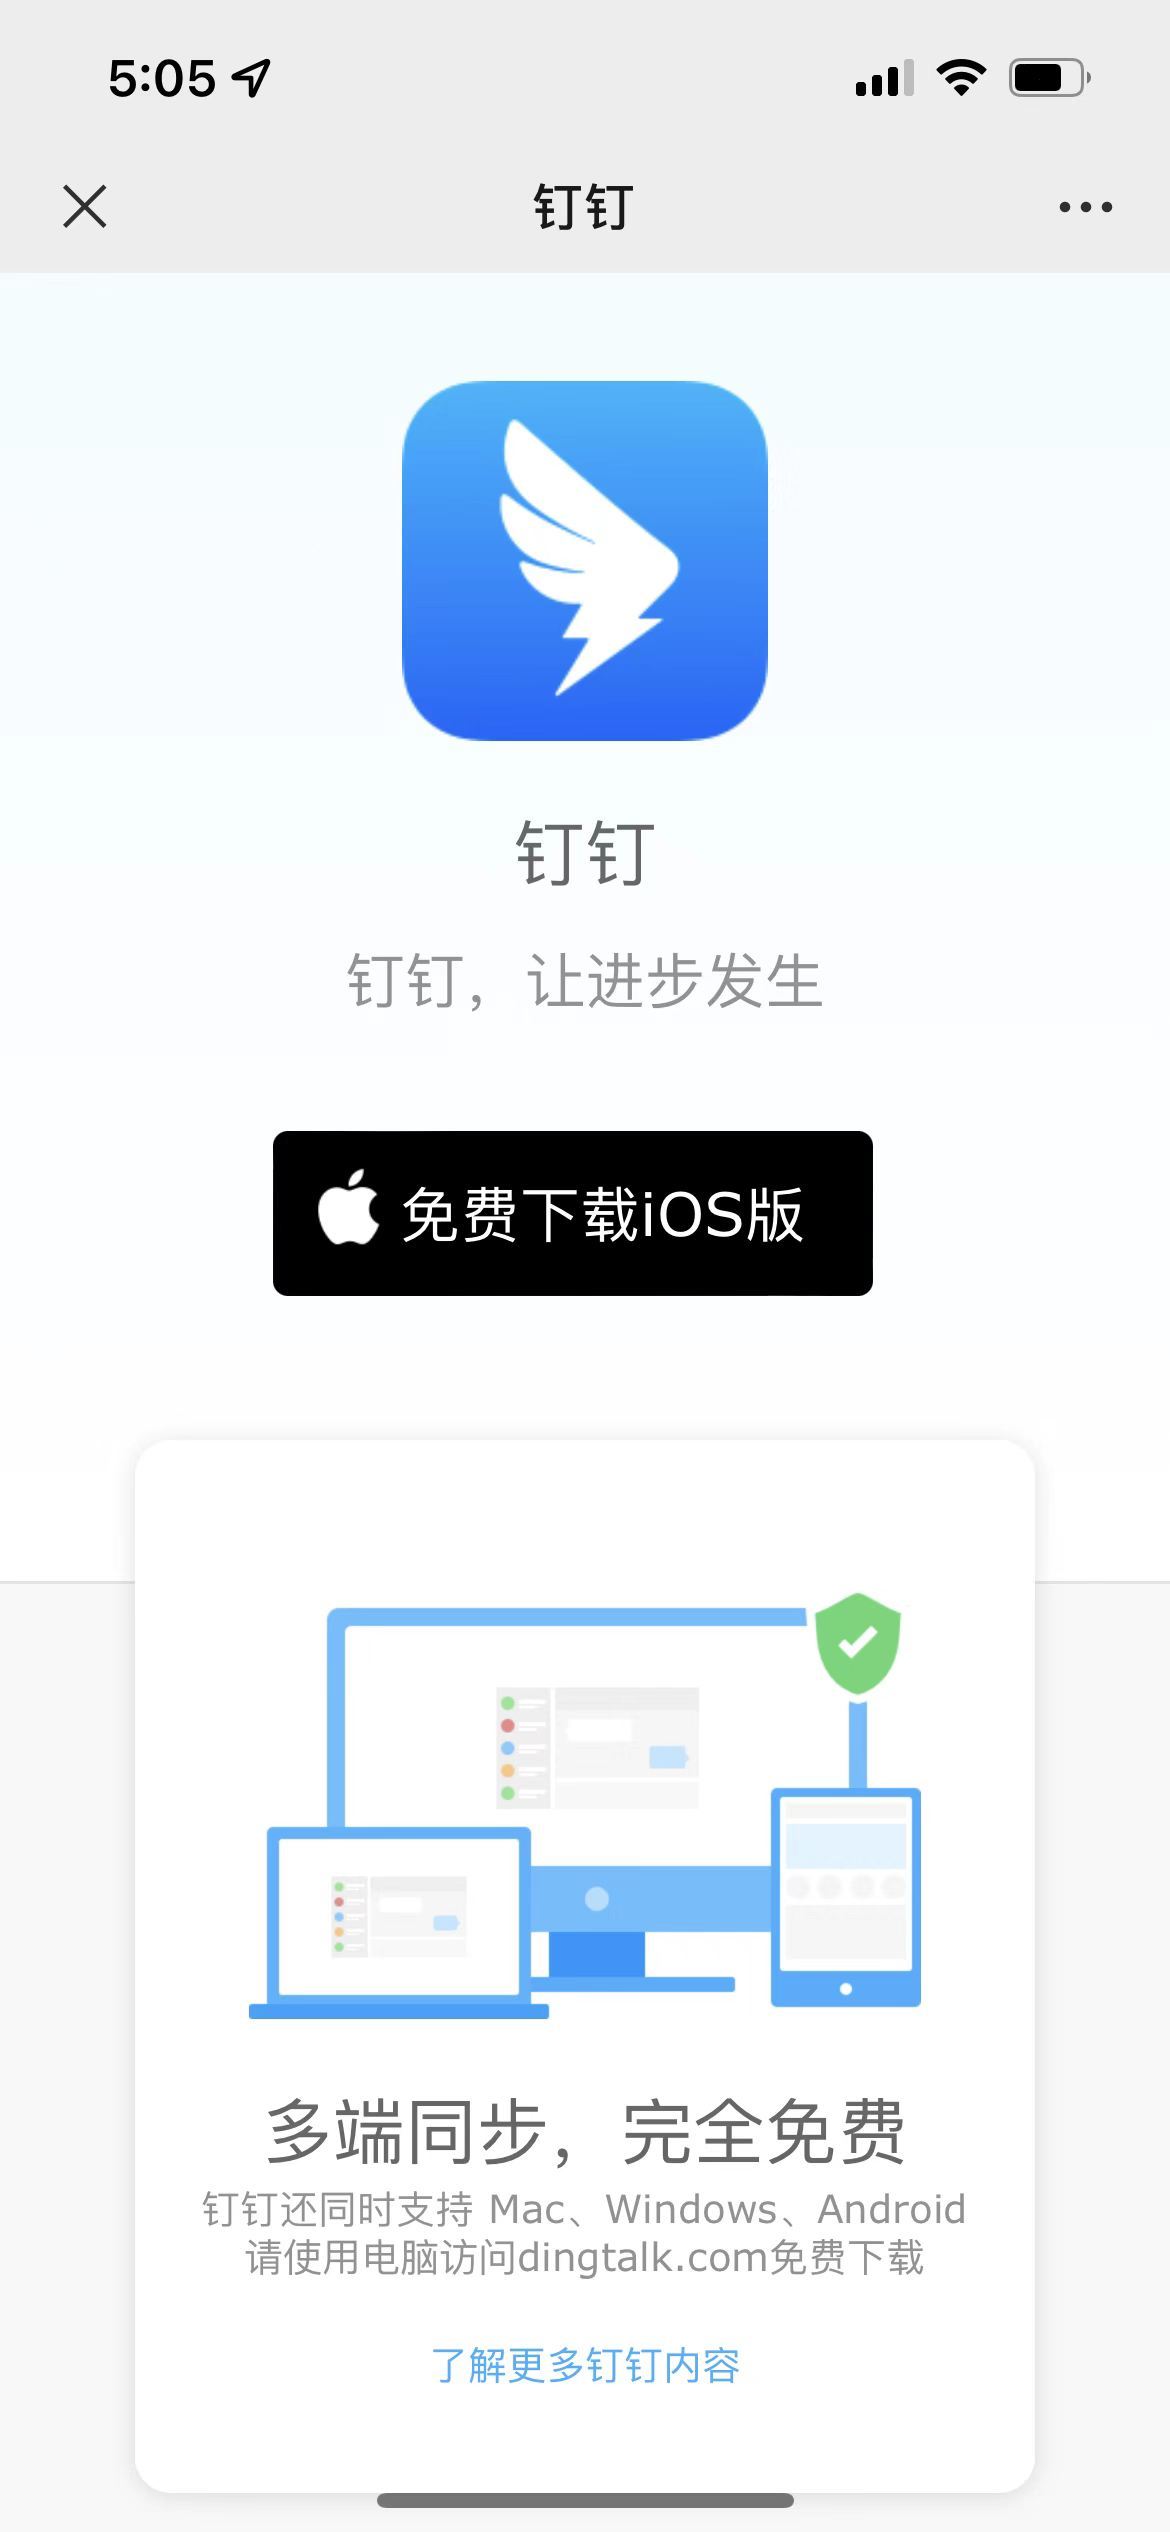 5:05
钉钉
钉钉
钉钉，让进步发生
免费下载iOS版
多端同步，完全免费
钉钉还同时支持 Mac、Windows、Android
请使用电脑访问dingtalk.com免费下载
了解更多钉钉内容